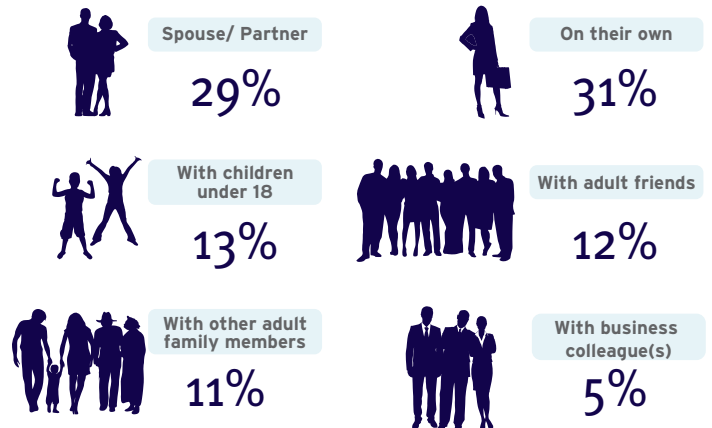 Spouse/ Partner
29%
On their own
31%
With children
under 18
13%
With adult friends
12%
With other adult
family members
11%
With business
colleague(s)
5%